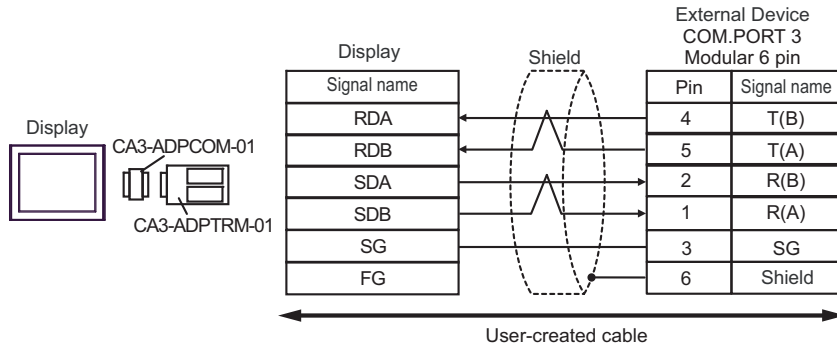 External Device
COM.PORT 3
Modular 6 pin
Display
Shield
Signal name
Pin
Signal name
RDA
4
T(B)
RDB
5
T(A)
SDA
2
R(B)
SDB
1
R(A)
SG
3
SG
FG
6
Shield
Display
CA3-ADPCOM-01
CA3-ADPTRM-01
User-created cable